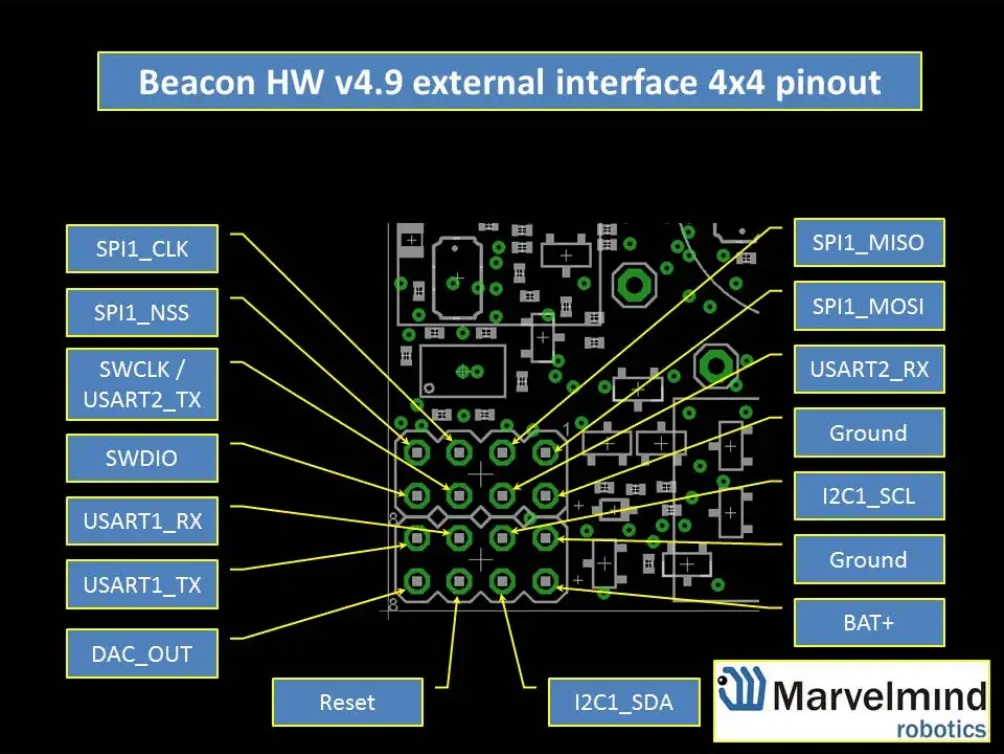 Beacon HW v4.9 external interface 4x4 pinout
SPI1_CLK
SPI1_NSS
SWCLK /
USART2_TX
SWDIO
USART1_RX
USART1_TX
DAC_OUT
Reset
I2C1_SDA
SPI1_MISO
SPI1_MOSI
USART2_RX
Ground
I2C1_SCL
Ground
BAT+
1
8
8
Marvelmind
robotics